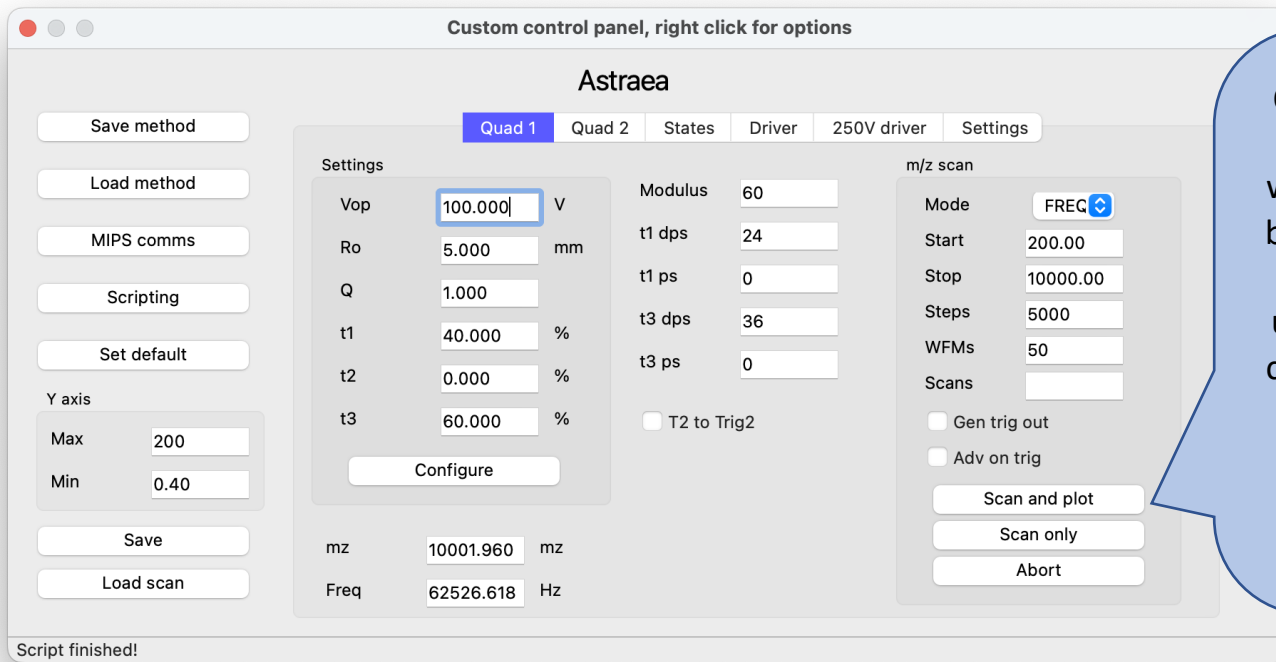 Custom control panel, right click for options
Astraea
Save method
Load method
MIPS comms
Scripting
Set default
Y axis
Max 200
Min 0.40
Save
Load scan
Quad 1 Quad 2 States Driver 250V driver Settings
Settings
Vop 100.000 V
Ro 5.000 mm
Q 1.000
t1 40.000 %
t2 0.000 %
t3 60.000 %
Configure
mz 10001.960 mz
Freq 62526.618 Hz
Modulus 60
t1 dps 24
t1 ps 0
t3 dps 36
t3 ps 0
T2 to Trig2
m/z scan
Mode FREQ
Start 200.00
Stop 10000.00
Steps 5000
WFMs 50
Scans
Gen trig out
Adv on trig
Scan and plot
Scan only
Abort
Script finished!